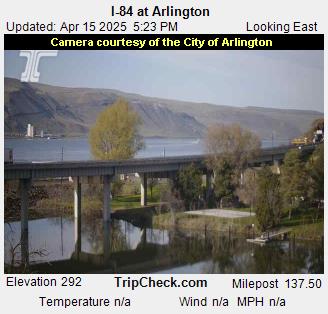 I-84 at Arlington
Updated: Apr 15 2025 5:23 PM Looking East
Camera courtesy of the City of Arlington
Elevation 292 TripCheck.com Milepost 137.50
Temperature n/a Wind n/a MPH n/a